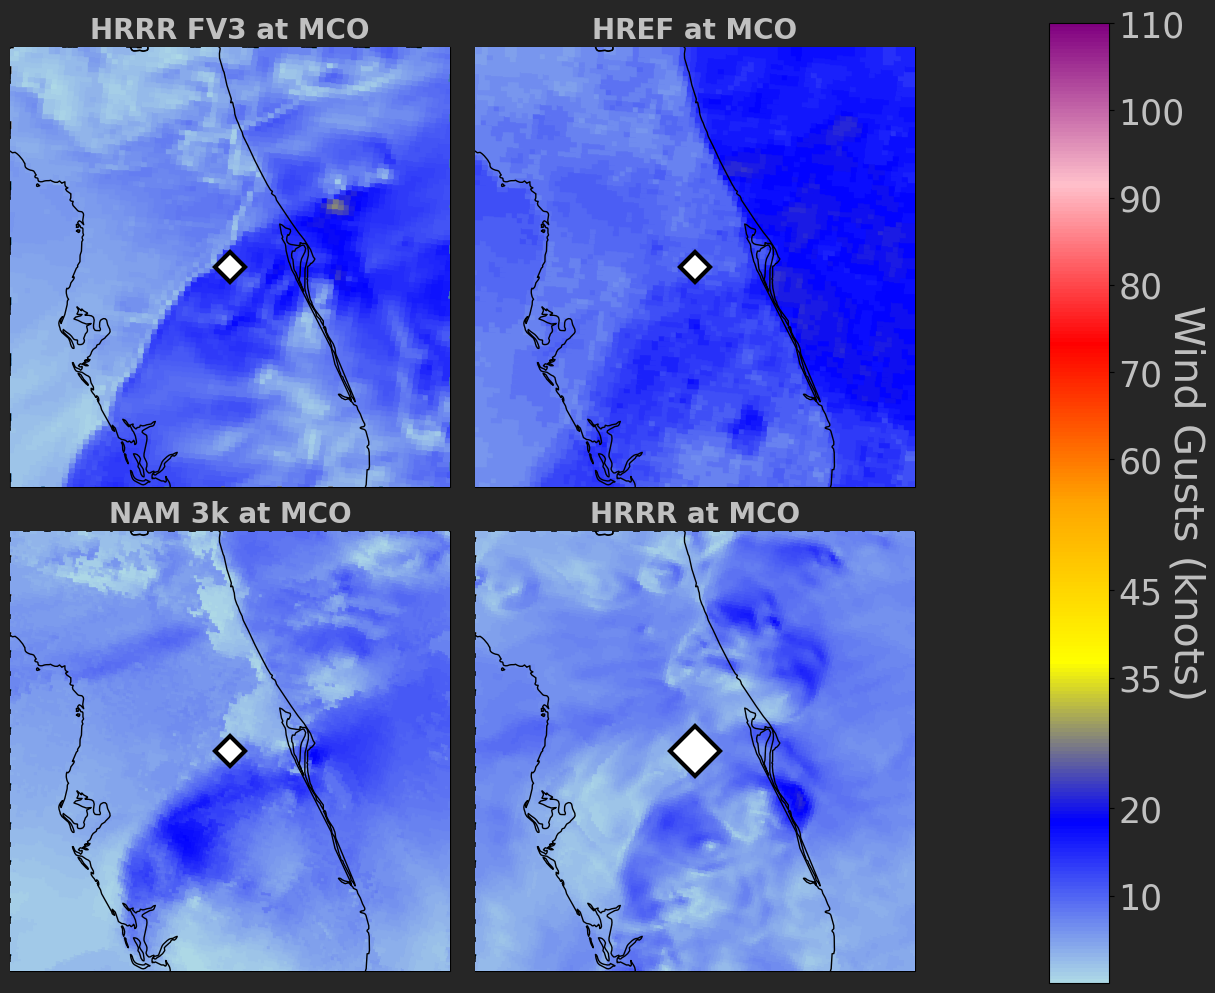 HRRR FV3 at MCO
HREF at MCO
NAM 3k at MCO
HRRR at MCO
110
100
90
80
70
60
45
35
20
10
Wind Gusts (knots)